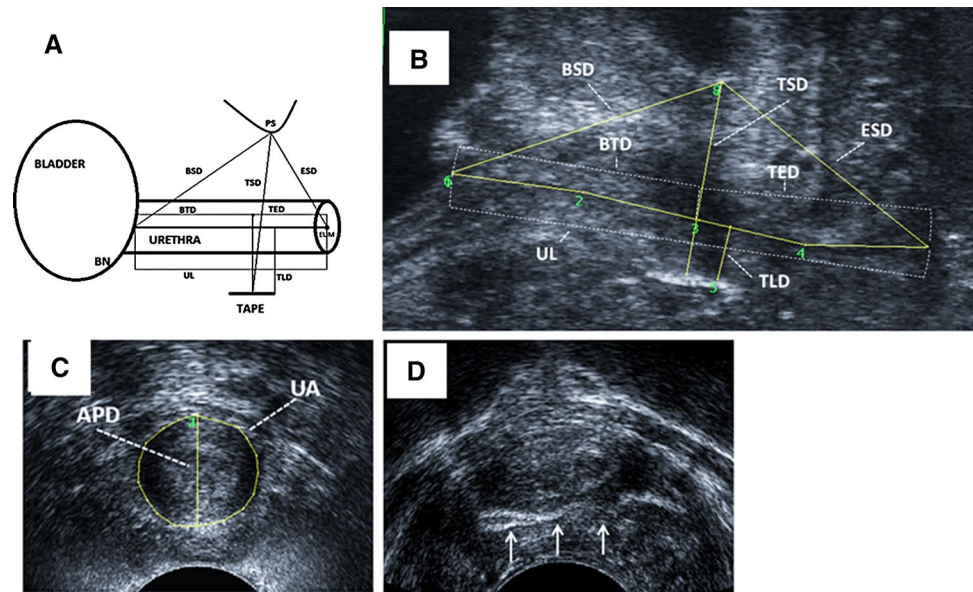 A
PS
BLADDER
BSD
TSD
ESD
BTD
TED
URETHRA
BN
UL
TLD
TAPE
B
BSD
TSD
BTD
ESD
TED
2
3
4
UL
5
TLD
C
UA
APD
D